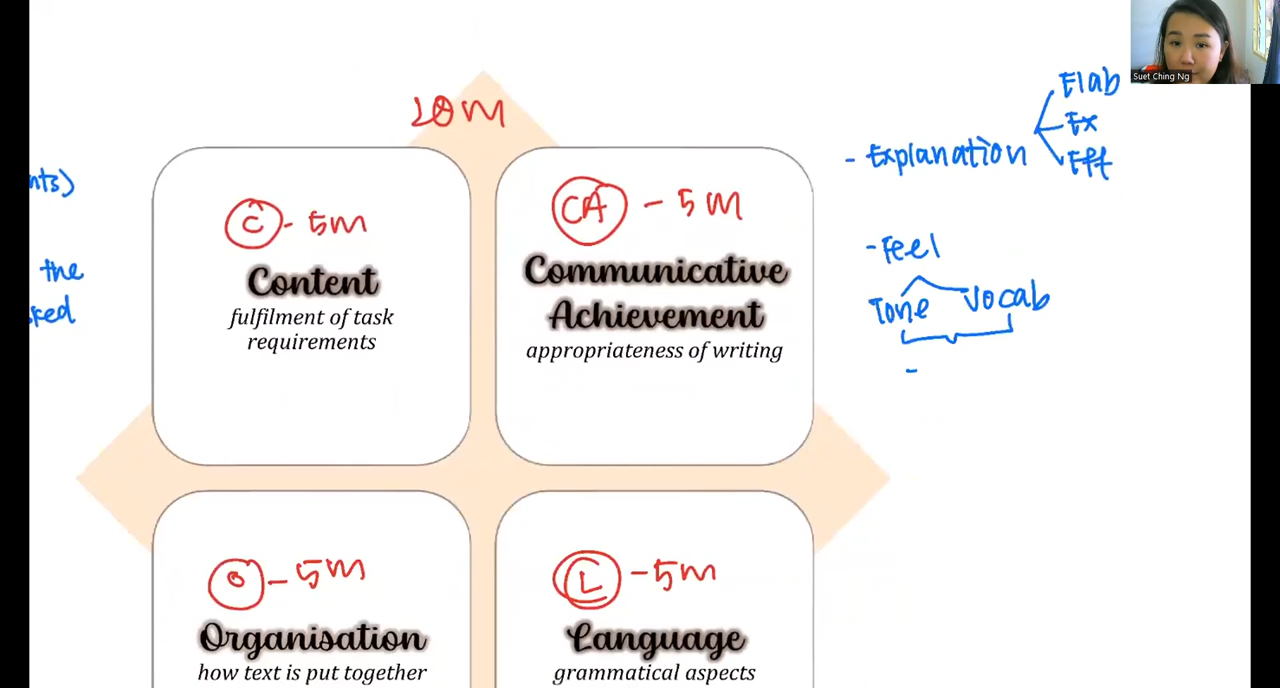 Suet Ching Ng
20m
nts)
the
ked
C - 5m
Content
fulfilment of task
requirements
CA - 5m
Communicative
Achievement
appropriateness of writing
- Explanation
Elab
Ex
Eff
- Feel
Tone Vocab
-
O - 5m
Organisation
how text is put together
L - 5m
Language
grammatical aspects